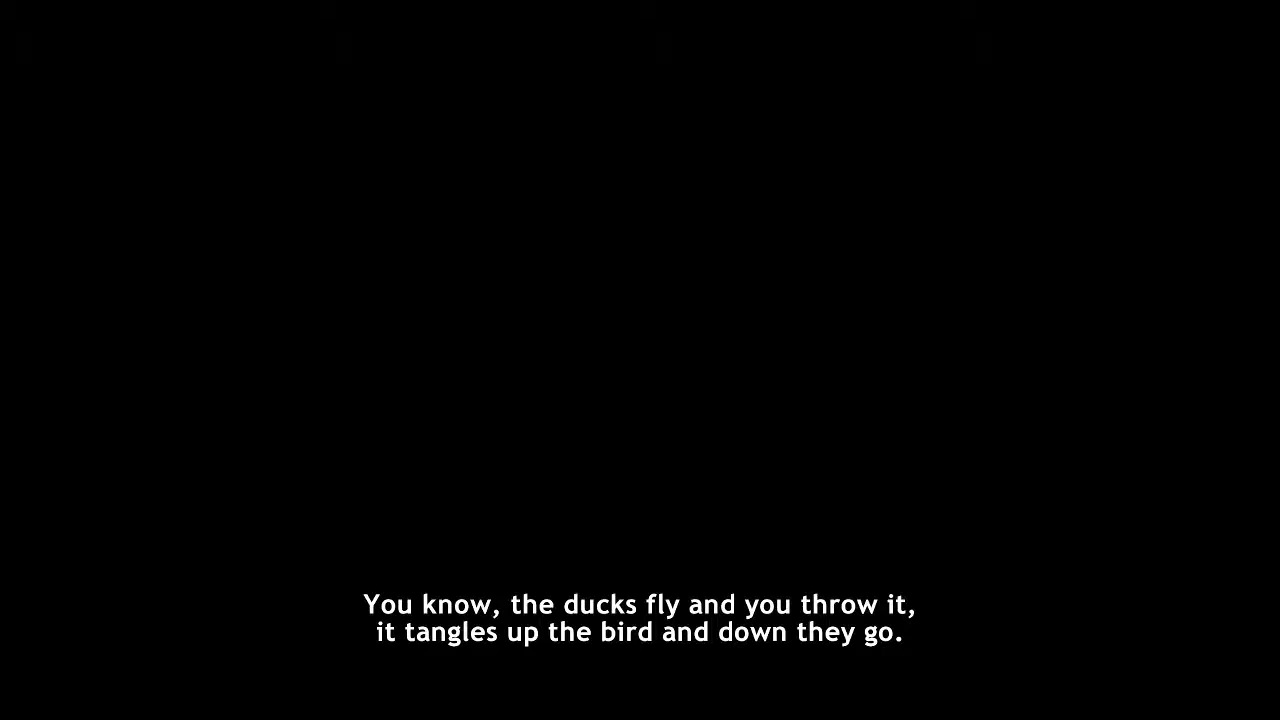 You know, the ducks fly and you throw it,
it tangles up the bird and down they go.